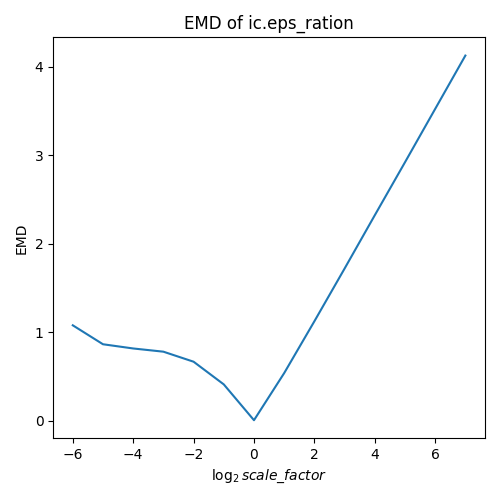 EMD of ic.eps_ration
EMD
4
3
2
1
0
−6 −4 −2 0 2 4 6
log₂ scale_factor